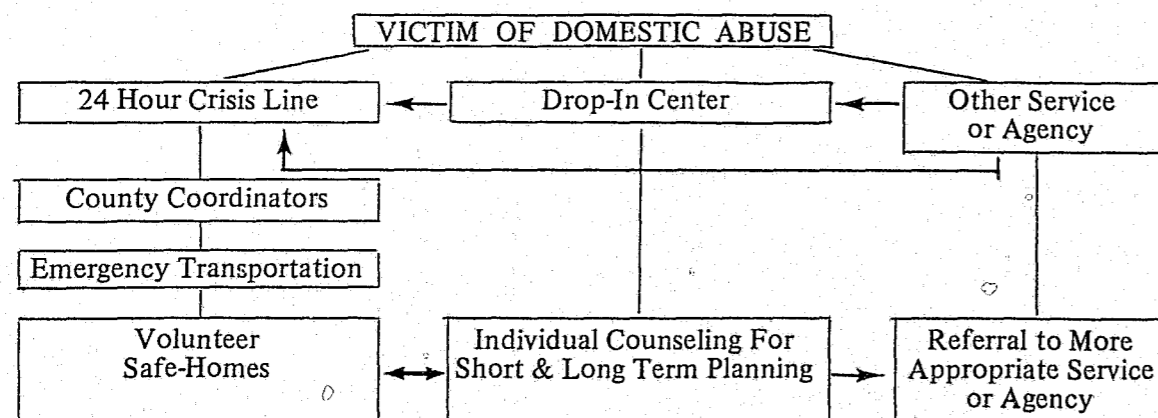 VICTIM OF DOMESTIC ABUSE
24 Hour Crisis Line
Drop-In Center
Other Service
or Agency
County Coordinators
Emergency Transportation
Volunteer
Safe-Homes
Individual Counseling For
Short & Long Term Planning
Referral to More
Appropriate Service
or Agency